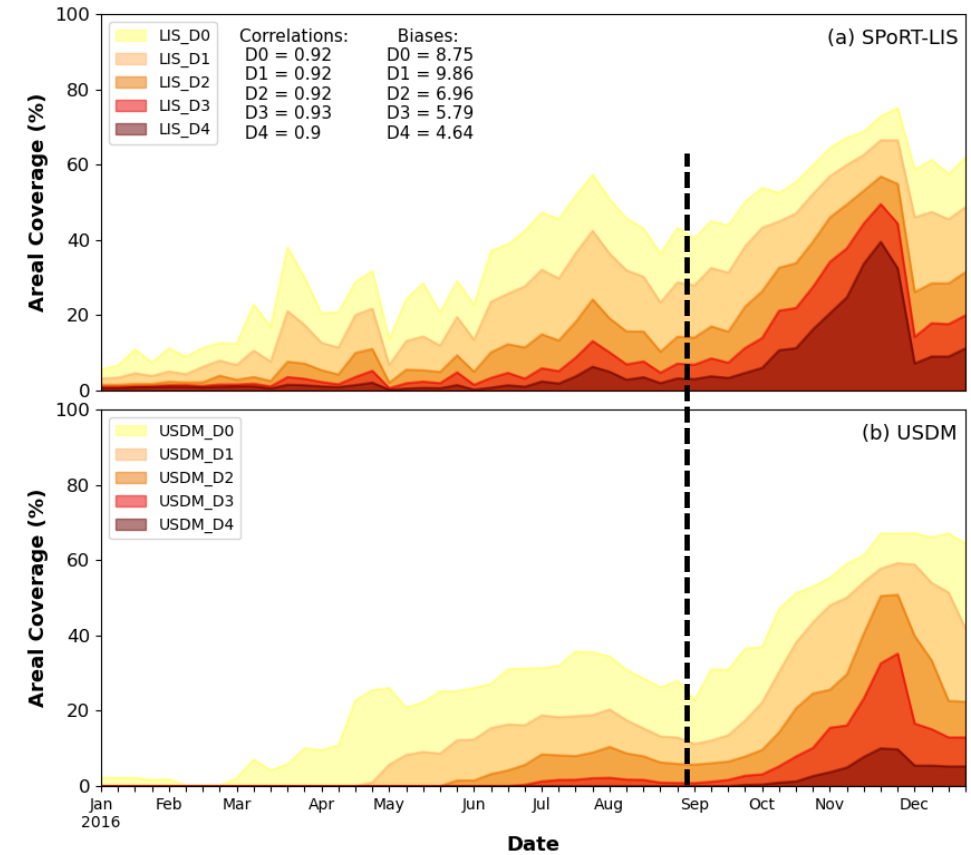 100
80
60
40
20
0
Areal Coverage (%)
LIS_D0
LIS_D1
LIS_D2
LIS_D3
LIS_D4
Correlations:
D0 = 0.92
D1 = 0.92
D2 = 0.92
D3 = 0.93
D4 = 0.9
Biases:
D0 = 8.75
D1 = 9.86
D2 = 6.96
D3 = 5.79
D4 = 4.64
(a) SPoRT-LIS
100
80
60
40
20
0
Areal Coverage (%)
USDM_D0
USDM_D1
USDM_D2
USDM_D3
USDM_D4
(b) USDM
Jan Feb Mar Apr May Jun Jul Aug Sep Oct Nov Dec
2016
Date